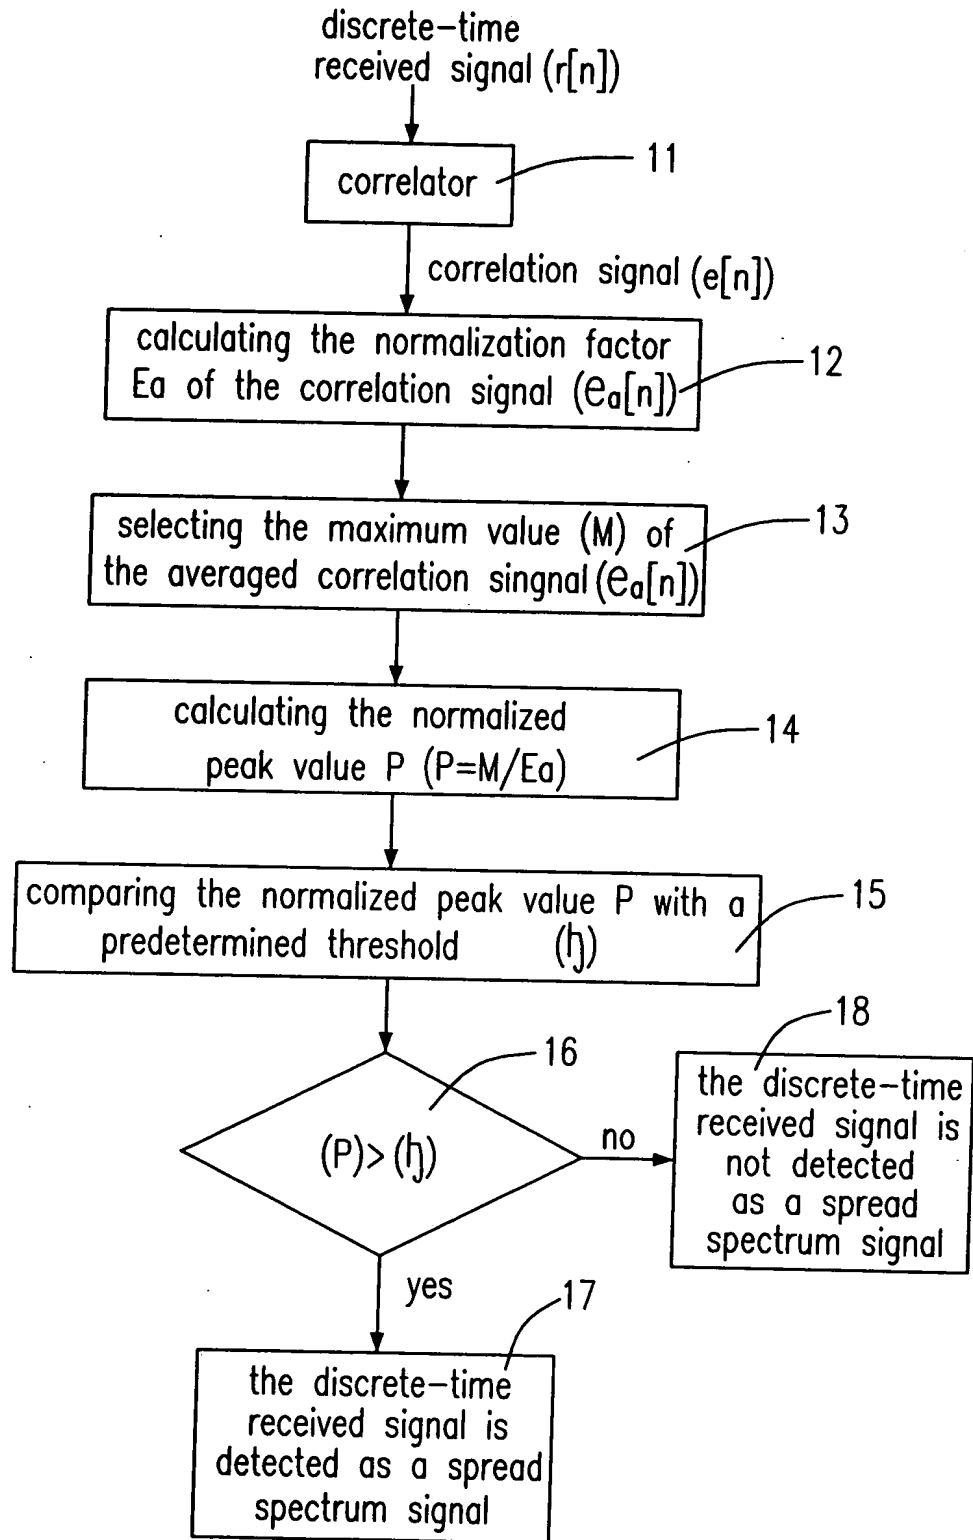 discrete-time
received signal (r[n])
correlator
11
correlation signal (e[n])
calculating the normalization factor
Ea of the correlation signal (ea[n])
12
selecting the maximum value (M) of
the averaged correlation singnal (ea[n])
13
calculating the normalized
peak value P (P=M/Ea)
14
comparing the normalized peak value P with a
predetermined threshold (ђ)
15
16
(P)>(ђ)
no
18
the discrete-time
received signal is
not detected
as a spread
spectrum signal
yes
17
the discrete-time
received signal is
detected as a spread
spectrum signal